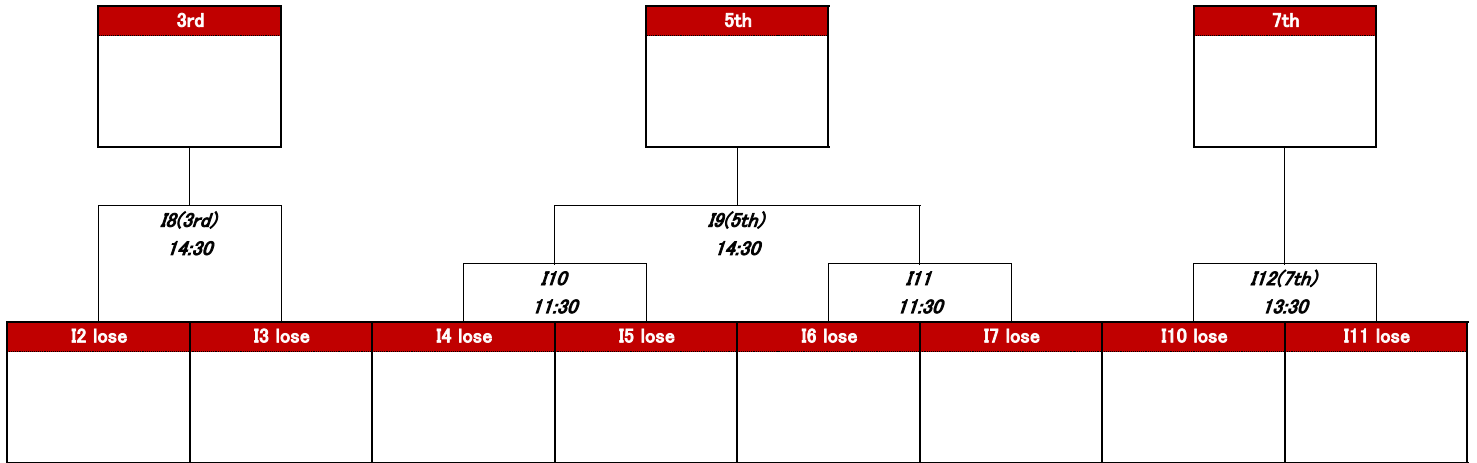 3rd
5th
7th
I8(3rd)
14:30
I9(5th)
14:30
I10
11:30
I11
11:30
I12(7th)
13:30
I2 lose
I3 lose
I4 lose
I5 lose
I6 lose
I7 lose
I10 lose
I11 lose